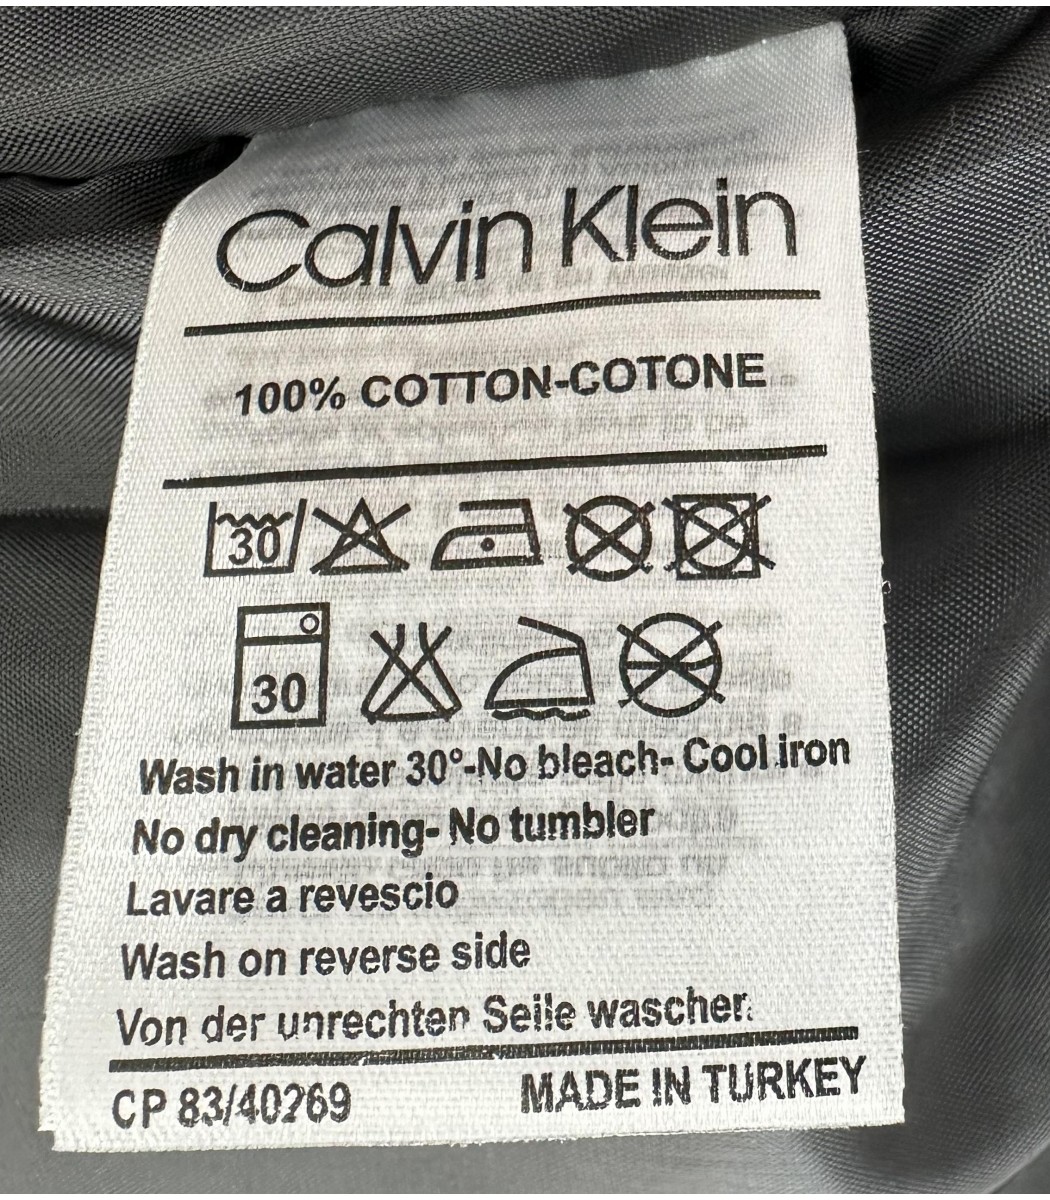 Calvin Klein
100% COTTON-COTONE
30
30
Wash in water 30°-No bleach- Cool iron
No dry cleaning- No tumbler
Lavare a revescio
Wash on reverse side
Von der unrechten Seile wascher.
CP 83/40269
MADE IN TURKEY